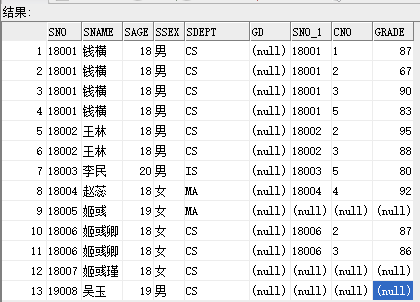 结果:
SNO SNAME SAGE SSEX SDEPT GD SNO_1 CNO GRADE
1 18001 钱横 18 男 CS (null) 18001 1 87
2 18001 钱横 18 男 CS (null) 18001 2 67
3 18001 钱横 18 男 CS (null) 18001 3 90
4 18001 钱横 18 男 CS (null) 18001 5 83
5 18002 王林 18 男 CS (null) 18002 2 95
6 18002 王林 18 男 CS (null) 18002 3 88
7 18003 李民 20 男 IS (null) 18003 5 80
8 18004 赵蕊 18 女 MA (null) 18004 4 92
9 18005 姬彧 19 女 MA (null) (null) (null) (null)
10 18006 姬彧卿 18 女 CS (null) 18006 2 87
11 18006 姬彧卿 18 女 CS (null) 18006 3 86
12 18007 姬彧瑾 18 女 CS (null) (null) (null) (null)
13 19008 吴玉 19 男 CS (null) (null) (null) (null)